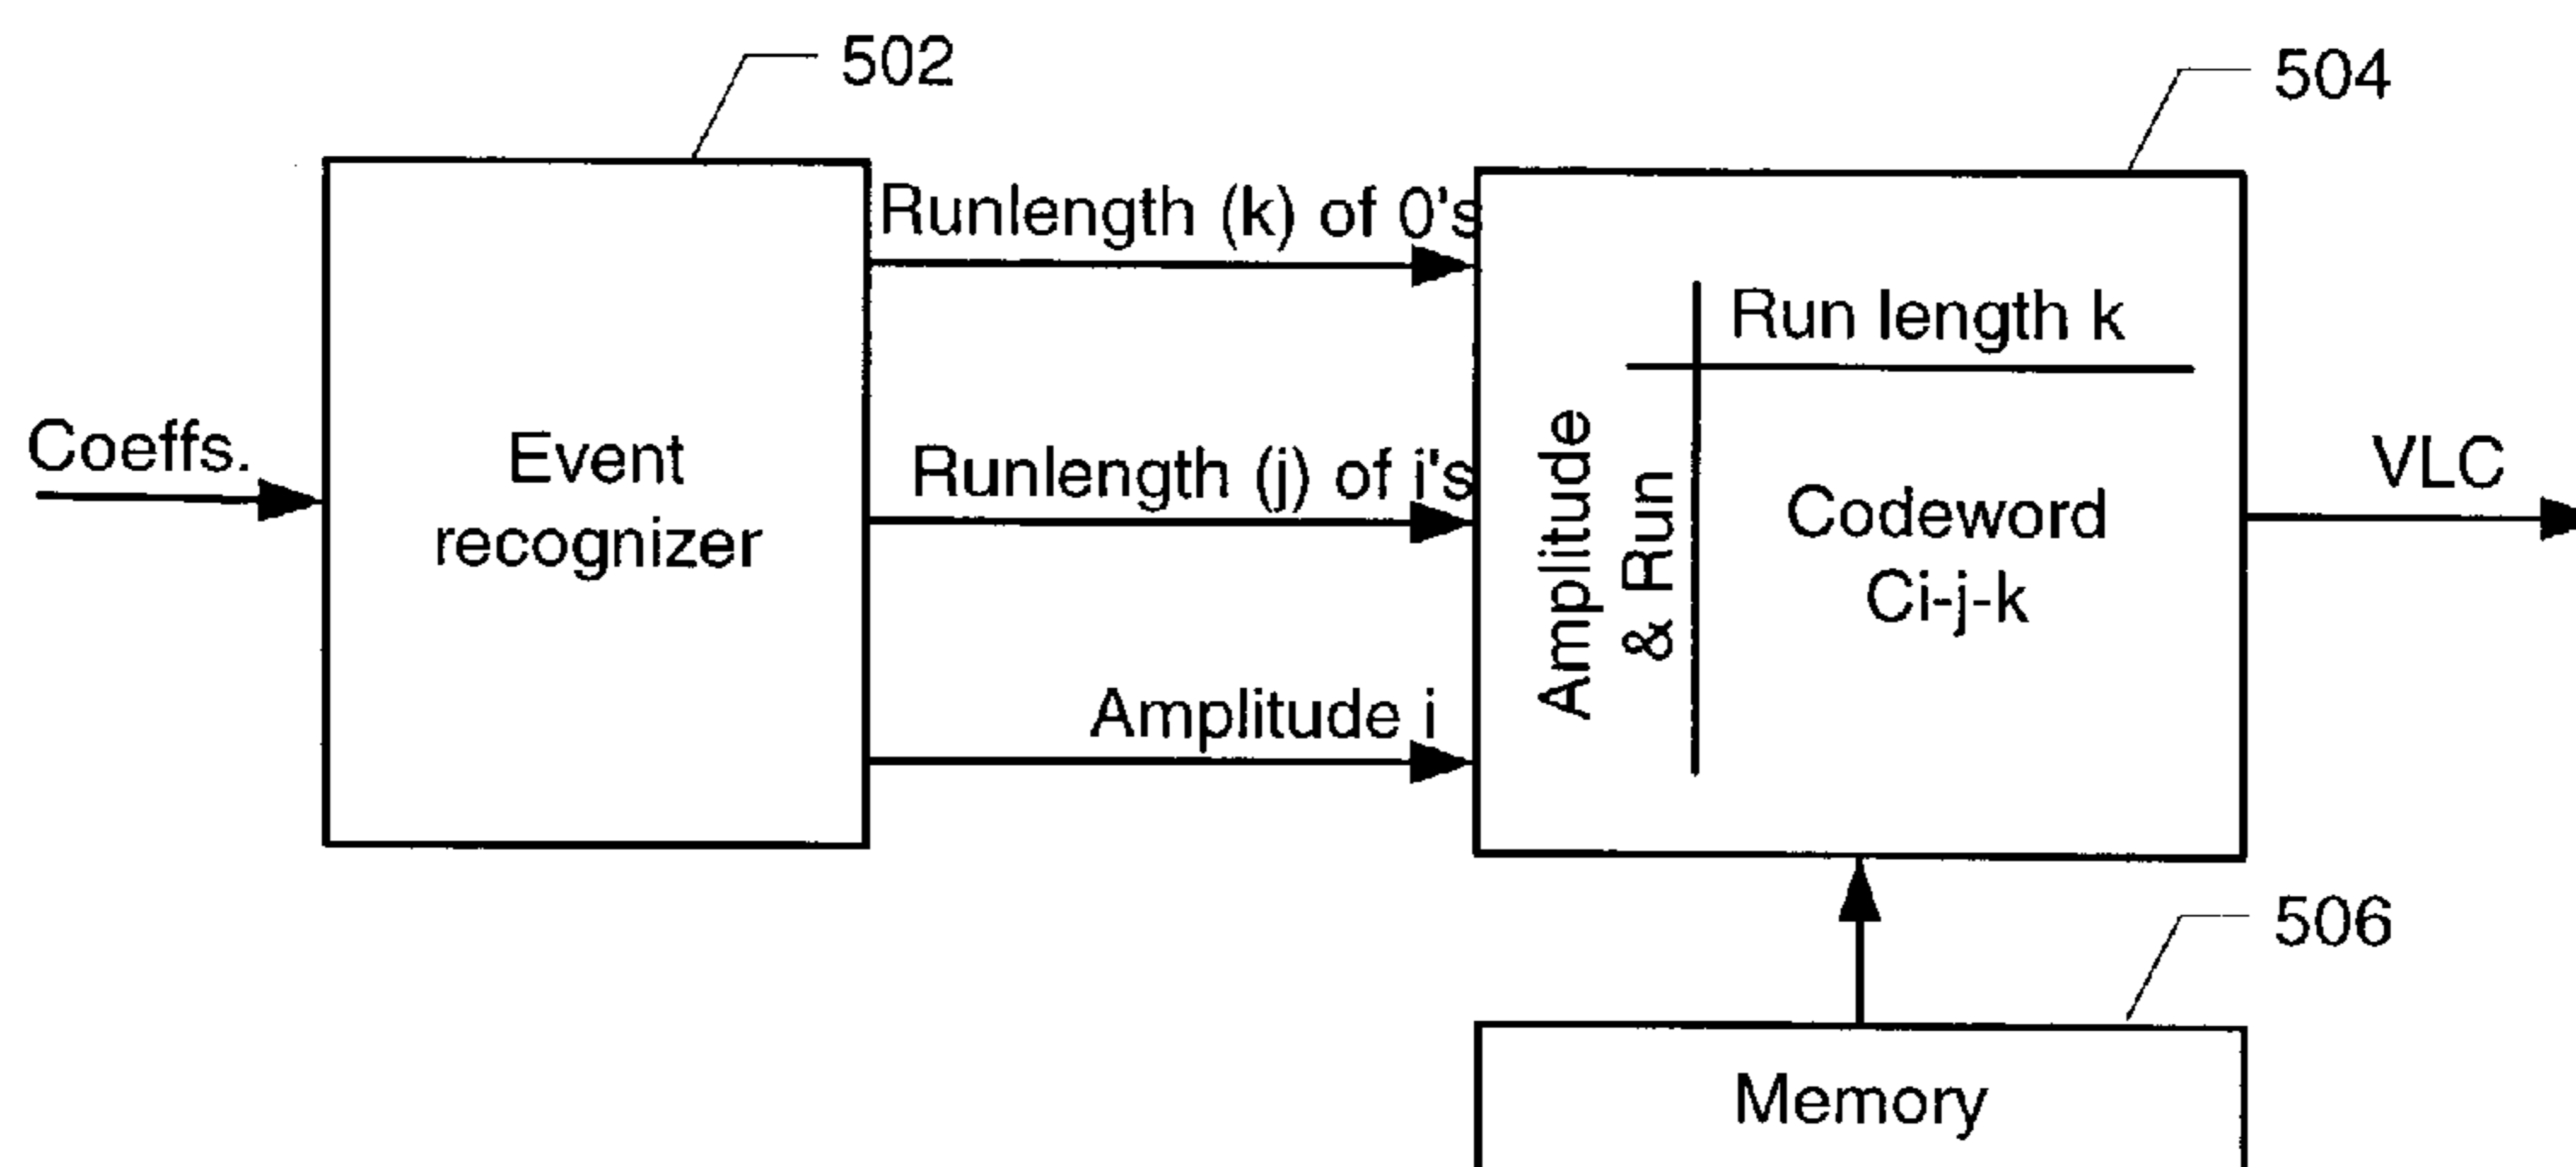 502
504
Runlength (k) of 0's
Run length k
Coeffs.
Event
recognizer
Runlength (j) of i's
Amplitude
& Run
Codeword
Ci-j-k
VLC
Amplitude i
506
Memory